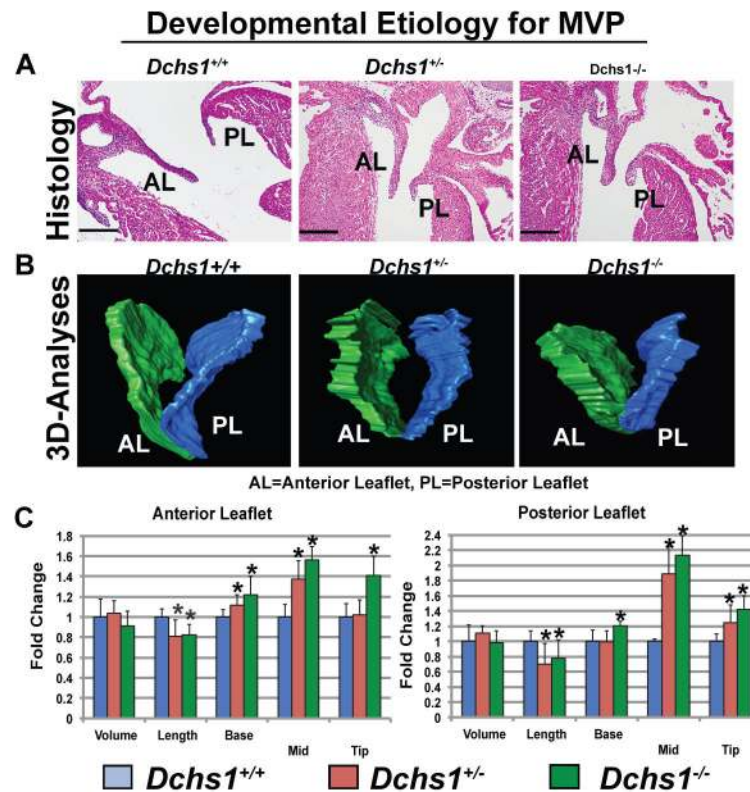 Developmental Etiology for MVP
A
Dchs1+/+ Dchs1+/- Dchs1-/-
Histology
AL PL AL PL AL PL
B
Dchs1+/+ Dchs1+/- Dchs1-/-
3D-Analyses
AL PL AL PL AL PL
AL=Anterior Leaflet, PL=Posterior Leaflet
C
Anterior Leaflet
Fold Change
1.8
1.6
1.4
1.2
1
0.8
0.6
0.4
0.2
0
* * * * * * *
Volume Length Base Mid Tip
Posterior Leaflet
Fold Change
2.4
2.2
2
1.8
1.6
1.4
1.2
1
0.8
0.6
0.4
0.2
0
* * * * * * *
Volume Length Base Mid Tip
Dchs1+/+ Dchs1+/- Dchs1-/-